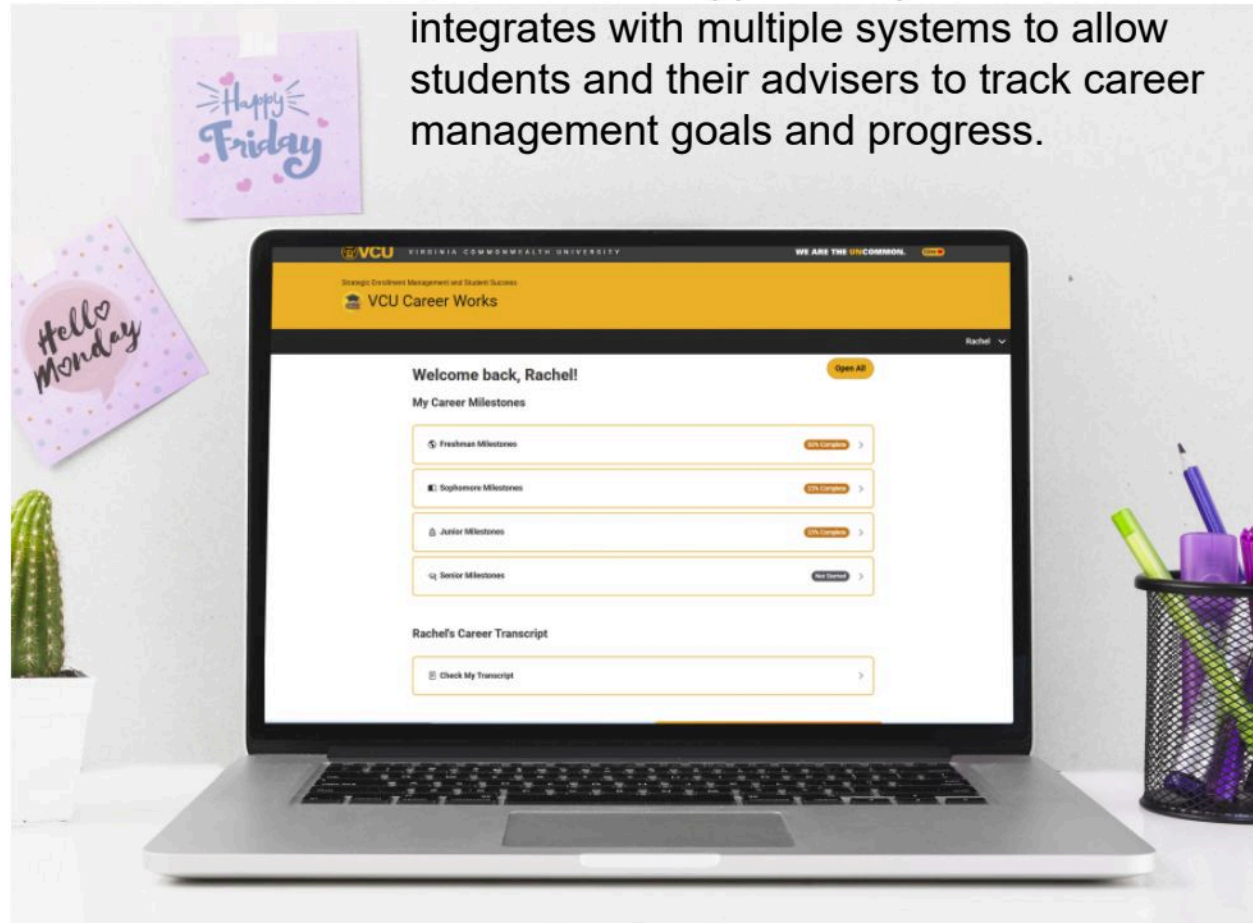 integrates with multiple systems to allow
students and their advisers to track career
management goals and progress.
Happy
Friday
Hello
Monday
VCU VIRGINIA COMMONWEALTH UNIVERSITY WE ARE THE UNCOMMON.
Strategic Enrollment Management and Student Success
VCU Career Works
Rachel
Welcome back, Rachel! Open All
My Career Milestones
Freshman Milestones
Sophomore Milestones
Junior Milestones
Senior Milestones Not Started
Rachel's Career Transcript
Check My Transcript